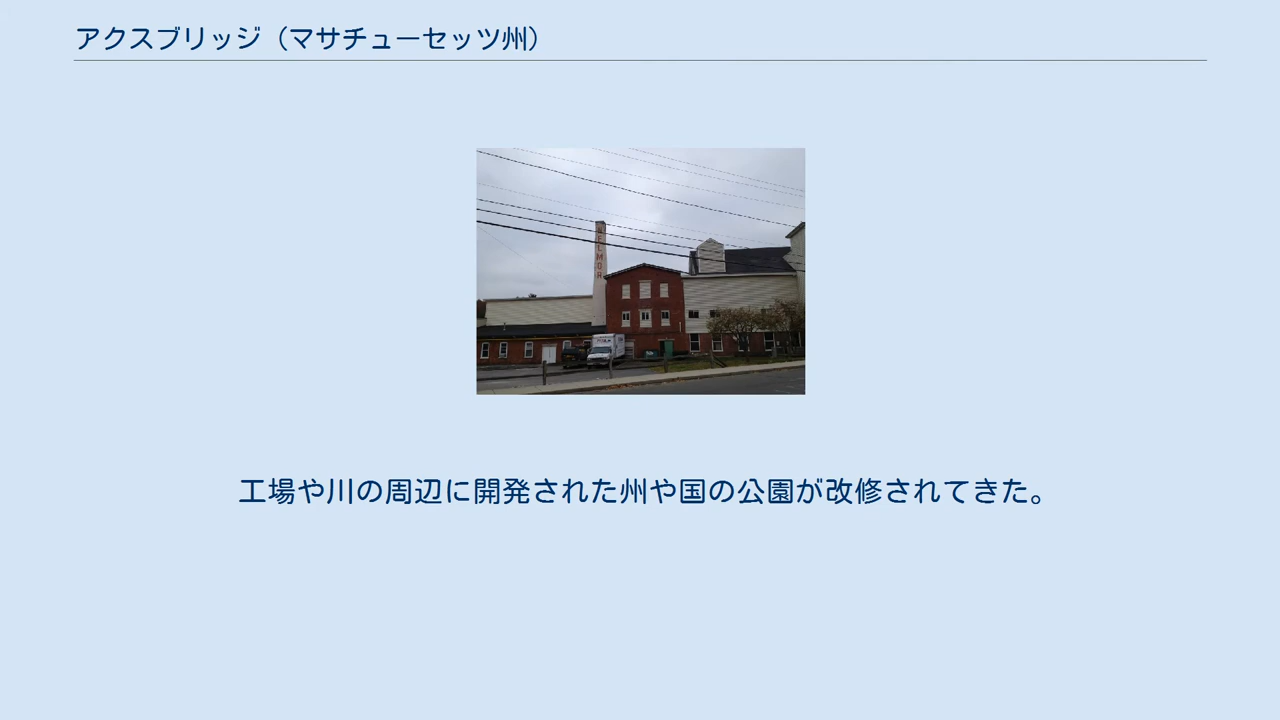 アクスブリッジ（マサチューセッツ州）
BELMOR
工場や川の周辺に開発された州や国の公園が改修されてきた。